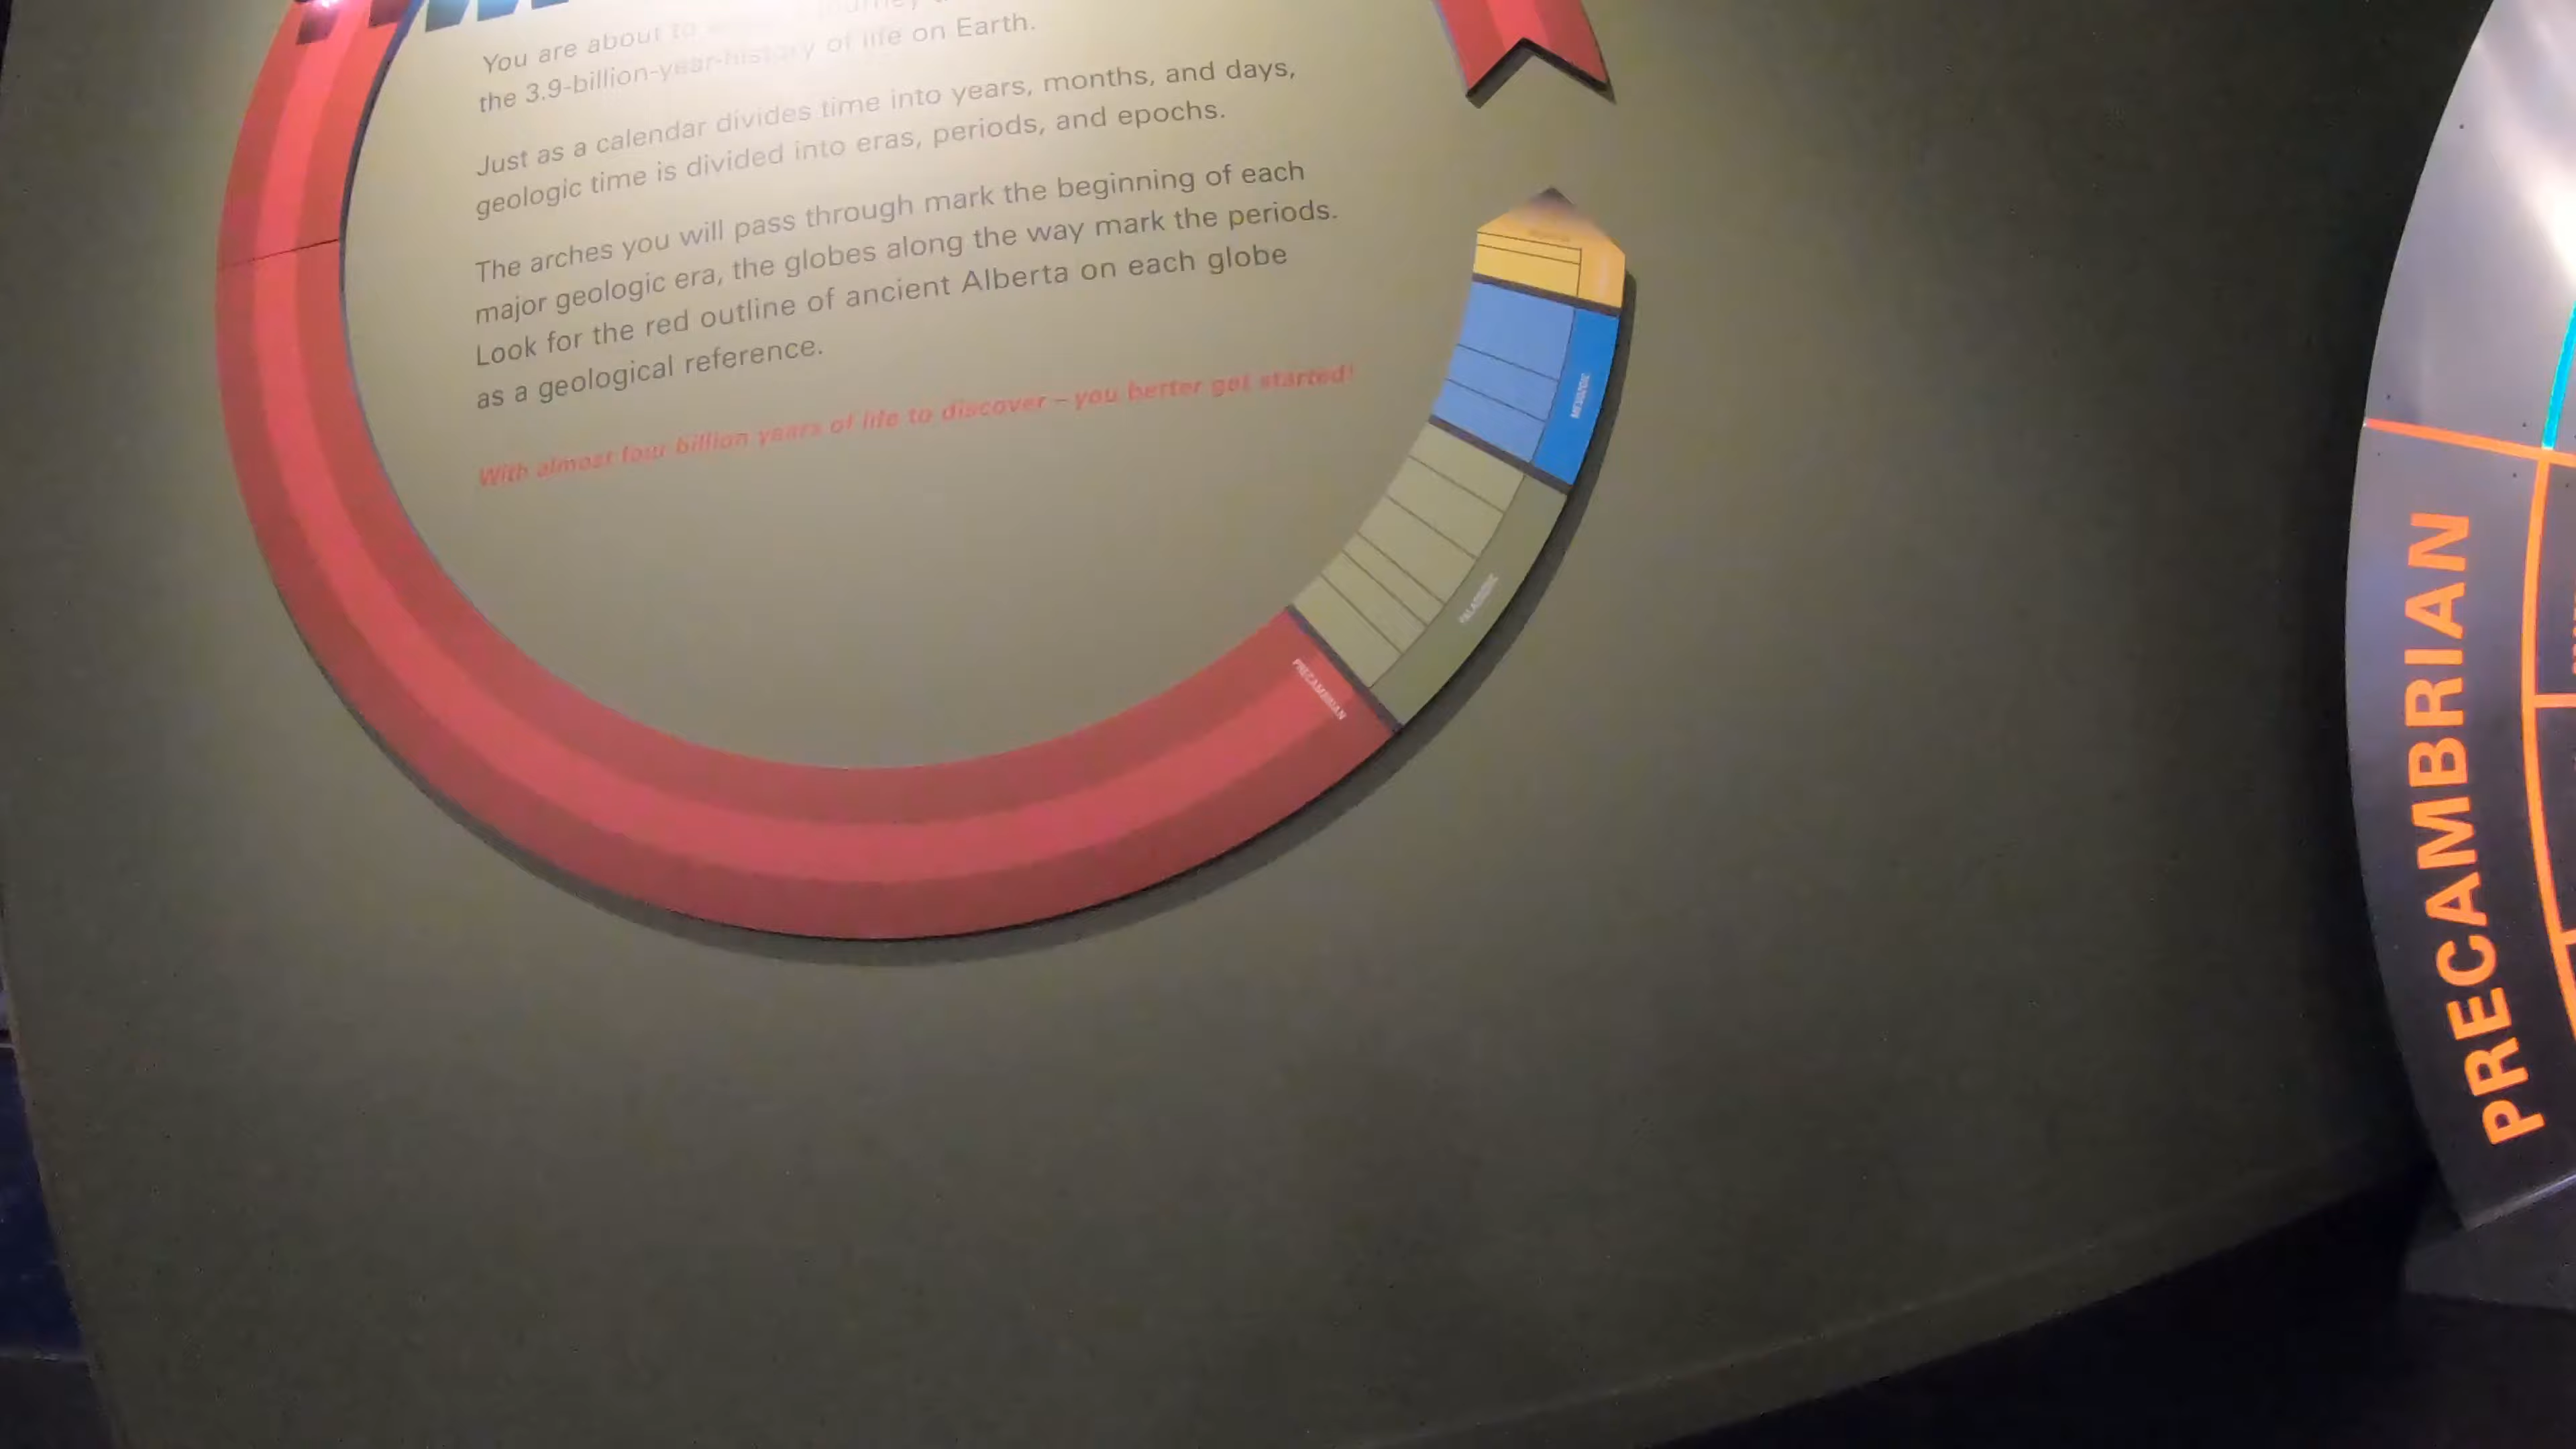 You are about to
the 3.9-billion-year-history of life on Earth.
Just as a calendar divides time into years, months, and days,
geologic time is divided into eras, periods, and epochs.
The arches you will pass through mark the beginning of each
major geologic era, the globes along the way mark the periods.
Look for the red outline of ancient Alberta on each globe
as a geological reference.
With almost four billion years of life to discover – you better get started!
MESOZOIC
PALAEOZOIC
PRECAMBRIAN
PRECAMBRIAN